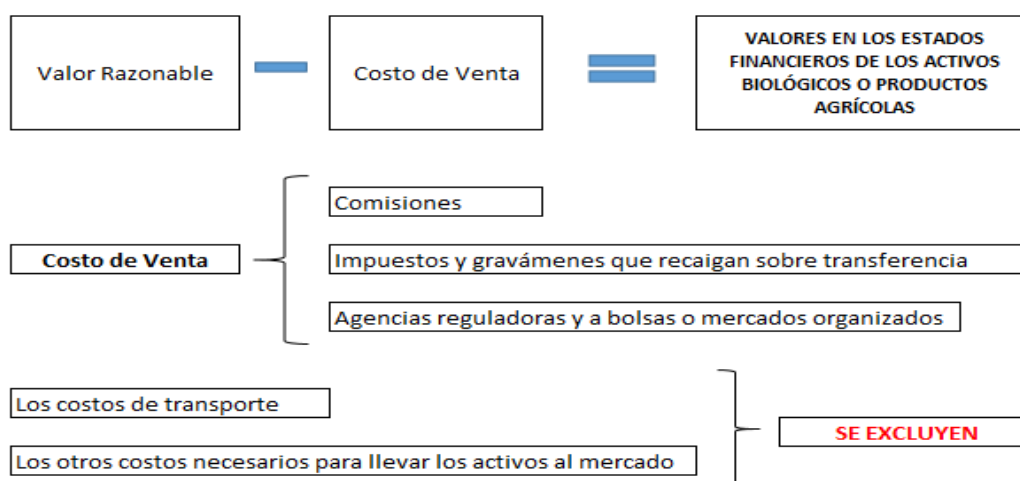 Valor Razonable
Costo de Venta
VALORES EN LOS ESTADOS
FINANCIEROS DE LOS ACTIVOS
BIOLÓGICOS O PRODUCTOS
AGRÍCOLAS
Costo de Venta
Comisiones
Impuestos y gravámenes que recaigan sobre transferencia
Agencias reguladoras y a bolsas o mercados organizados
Los costos de transporte
Los otros costos necesarios para llevar los activos al mercado
SE EXCLUYEN